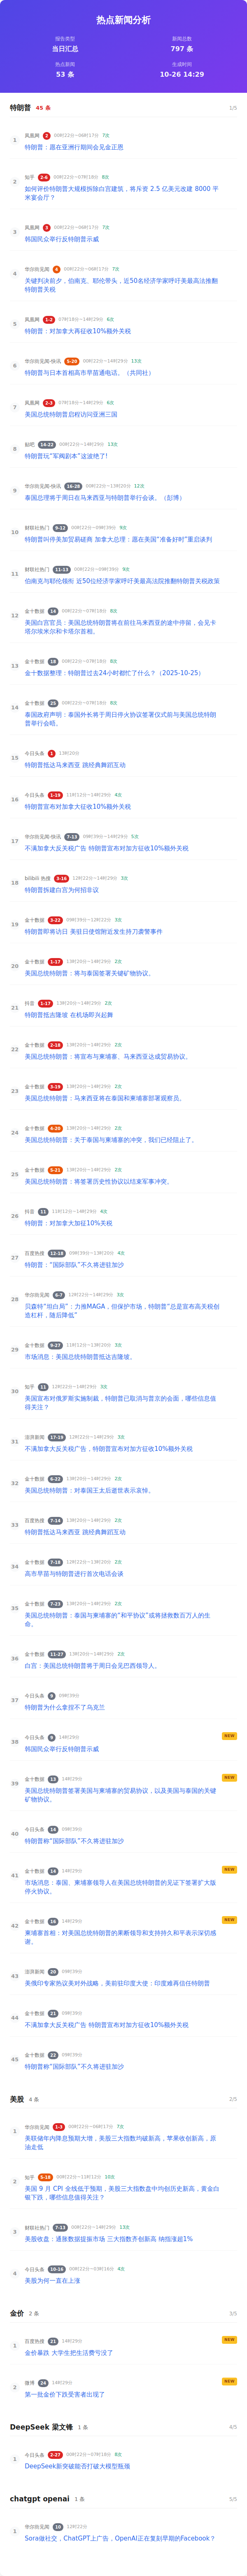 热点新闻分析
报告类型
当日汇总
新闻总数
797 条
热点新闻
53 条
生成时间
10-26 14:29
特朗普 45 条 1/5
1
凤凰网 2 00时22分~06时17分 7次
特朗普：愿在亚洲行期间会见金正恩
2
知乎 2-6 00时22分~07时18分 8次
如何评价特朗普大规模拆除白宫建筑，将斥资 2.5 亿美元改建 8000 平
米宴会厅？
3
凤凰网 3 00时22分~06时17分 7次
韩国民众举行反特朗普示威
4
华尔街见闻 6 00时22分~06时17分 7次
关键判决前夕，伯南克、耶伦带头，近50名经济学家呼吁美最高法推翻特朗普关税
5
凤凰网 1-2 07时18分~14时29分 6次
特朗普：对加拿大再征收10%额外关税
6
华尔街见闻-快讯 5-20 00时22分~14时29分 13次
特朗普与日本首相高市早苗通电话。（共同社）
7
凤凰网 2-3 07时18分~14时29分 6次
美国总统特朗普启程访问亚洲三国
8
贴吧 14-22 00时22分~14时29分 13次
特朗普玩“军阀剧本”这波绝了!
9
华尔街见闻-快讯 16-28 00时22分~13时20分 12次
泰国总理将于周日在马来西亚与特朗普举行会谈。（彭博）
10
财联社热门 9-12 00时22分~09时39分 9次
特朗普叫停美加贸易磋商 加拿大总理：愿在美国“准备好时”重启谈判
11
财联社热门 11-13 00时22分~09时39分 9次
伯南克与耶伦领衔 近50位经济学家呼吁美最高法院推翻特朗普关税政策
12
金十数据 14 00时22分~07时18分 8次
美国白宫官员：美国总统特朗普将在前往马来西亚的途中停留，会见卡塔尔埃米尔和卡塔尔首相。
13
金十数据 18 00时22分~07时18分 8次
金十数据整理：特朗普过去24小时都忙了什么？（2025-10-25）
14
金十数据 25 00时22分~07时18分 8次
泰国政府声明：泰国外长将于周日停火协议签署仪式前与美国总统特朗普举行会晤。
15
今日头条 1 13时20分
特朗普抵达马来西亚 跳经典舞蹈互动
16
今日头条 1-19 11时12分~14时29分 4次
特朗普宣布对加拿大征收10%额外关税
17
华尔街见闻-快讯 7-13 09时39分~14时29分 5次
不满加拿大反关税广告 特朗普宣布对加方征收10%额外关税
18
bilibili 热搜 3-16 12时22分~14时29分 3次
特朗普拆建白宫为何招非议
19
金十数据 5-22 09时39分~12时22分 3次
特朗普即将访日 美驻日使馆附近发生持刀袭警事件
20
金十数据 1-17 13时20分~14时29分 2次
美国总统特朗普：将与泰国签署关键矿物协议。
21
抖音 1-17 13时20分~14时29分 2次
特朗普抵吉隆坡 在机场即兴起舞
22
金十数据 2-18 13时20分~14时29分 2次
美国总统特朗普：将宣布与柬埔寨、马来西亚达成贸易协议。
23
金十数据 3-19 13时20分~14时29分 2次
美国总统特朗普：马来西亚将在泰国和柬埔寨部署观察员。
24
金十数据 4-20 13时20分~14时29分 2次
美国总统特朗普：关于泰国与柬埔寨的冲突，我们已经阻止了。
25
金十数据 5-21 13时20分~14时29分 2次
美国总统特朗普：将签署历史性协议以结束军事冲突。
26
抖音 11 11时12分~14时29分 4次
特朗普：对加拿大加征10%关税
27
百度热搜 12-18 09时39分~13时20分 4次
特朗普：“国际部队”不久将进驻加沙
28
华尔街见闻 6-7 12时22分~14时29分 3次
贝森特“坦白局”：力推MAGA，但保护市场，特朗普“总是宣布高关税创造杠杆，随后降低”
29
金十数据 9-27 11时12分~13时20分 3次
市场消息：美国总统特朗普抵达吉隆坡。
30
知乎 11 12时22分~14时29分 3次
美国宣布对俄罗斯实施制裁，特朗普已取消与普京的会面，哪些信息值得关注？
31
澎湃新闻 17-19 12时22分~14时29分 3次
不满加拿大反关税广告，特朗普宣布对加方征收10%额外关税
32
金十数据 6-22 13时20分~14时29分 2次
美国总统特朗普：对泰国王太后逝世表示哀悼。
33
百度热搜 7-14 13时20分~14时29分 2次
特朗普抵达马来西亚 跳经典舞蹈互动
34
金十数据 7-18 12时22分~13时20分 2次
高市早苗与特朗普进行首次电话会谈
35
金十数据 7-23 13时20分~14时29分 2次
美国总统特朗普：泰国与柬埔寨的“和平协议”或将拯救数百万人的生命。
36
金十数据 11-27 13时20分~14时29分 2次
白宫：美国总统特朗普将于周日会见巴西领导人。
37
今日头条 8 09时39分
特朗普为什么拿捏不了乌克兰
38
今日头条 8 14时29分 NEW
韩国民众举行反特朗普示威
39
金十数据 13 14时29分 NEW
美国总统特朗普签署美国与柬埔寨的贸易协议，以及美国与泰国的关键矿物协议。
40
今日头条 14 09时39分
特朗普称“国际部队”不久将进驻加沙
41
金十数据 14 14时29分 NEW
市场消息：泰国、柬埔寨领导人在美国总统特朗普的见证下签署扩大版停火协议。
42
金十数据 16 14时29分 NEW
柬埔寨首相：对美国总统特朗普的果断领导和支持持久和平表示深切感谢。
43
澎湃新闻 20 09时39分
美俄印专家热议美对外战略，美前驻印度大使：印度难再信任特朗普
44
金十数据 21 09时39分
不满加拿大反关税广告 特朗普宣布对加方征收10%额外关税
45
金十数据 22 09时39分
特朗普称“国际部队”不久将进驻加沙
美股 4 条 2/5
1
华尔街见闻 1-3 00时22分~06时17分 7次
美联储年内降息预期大增，美股三大指数均破新高，苹果收创新高，原油走低
2
知乎 5-18 00时22分~11时12分 10次
美国 9 月 CPI 全线低于预期，美股三大指数盘中均创历史新高，黄金白银下跌，哪些信息值得关注？
3
财联社热门 7-13 00时22分~14时29分 13次
美股收盘：通胀数据提振市场 三大指数齐创新高 纳指涨超1%
4
今日头条 10-16 00时22分~03时18分 4次
美股为何一直在上涨
金价 2 条 3/5
1
百度热搜 21 14时29分 NEW
金价暴跌 大学生把生活费亏没了
2
微博 24 14时29分 NEW
第一批金价下跌受害者出现了
DeepSeek 梁文锋 1 条 4/5
1
今日头条 2-27 00时22分~07时18分 8次
DeepSeek新突破能否打破大模型瓶颈
chatgpt openai 1 条 5/5
1
华尔街见闻 10 12时22分
Sora做社交，ChatGPT上广告，OpenAI正在复刻早期的Facebook？